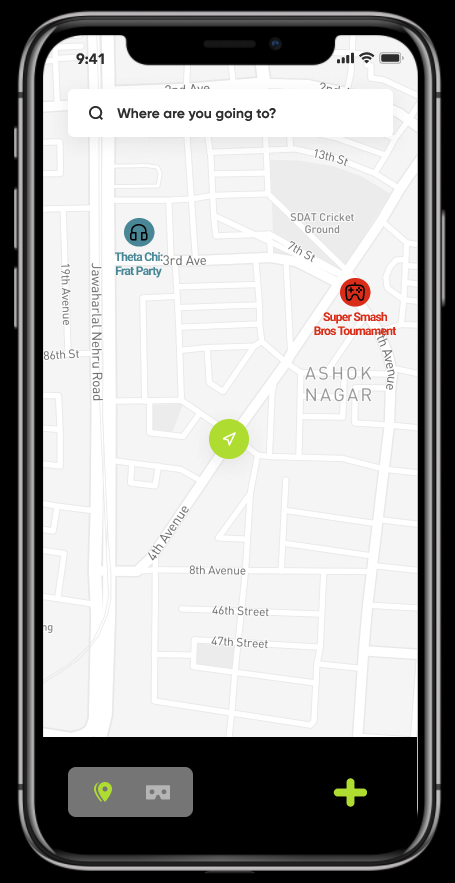 9:41
2nd Ave
2nd
Where are you going to?
13th St
SDAT Cricket
Ground
7th St
Theta Chi:
Frat Party
3rd Ave
19th Avenue
Jawaharlal Nehru Road
Super Smash
Bros Tournament
Avenue
86th St
ASHOK
NAGAR
4th Avenue
8th Avenue
46th Street
47th Street
ng